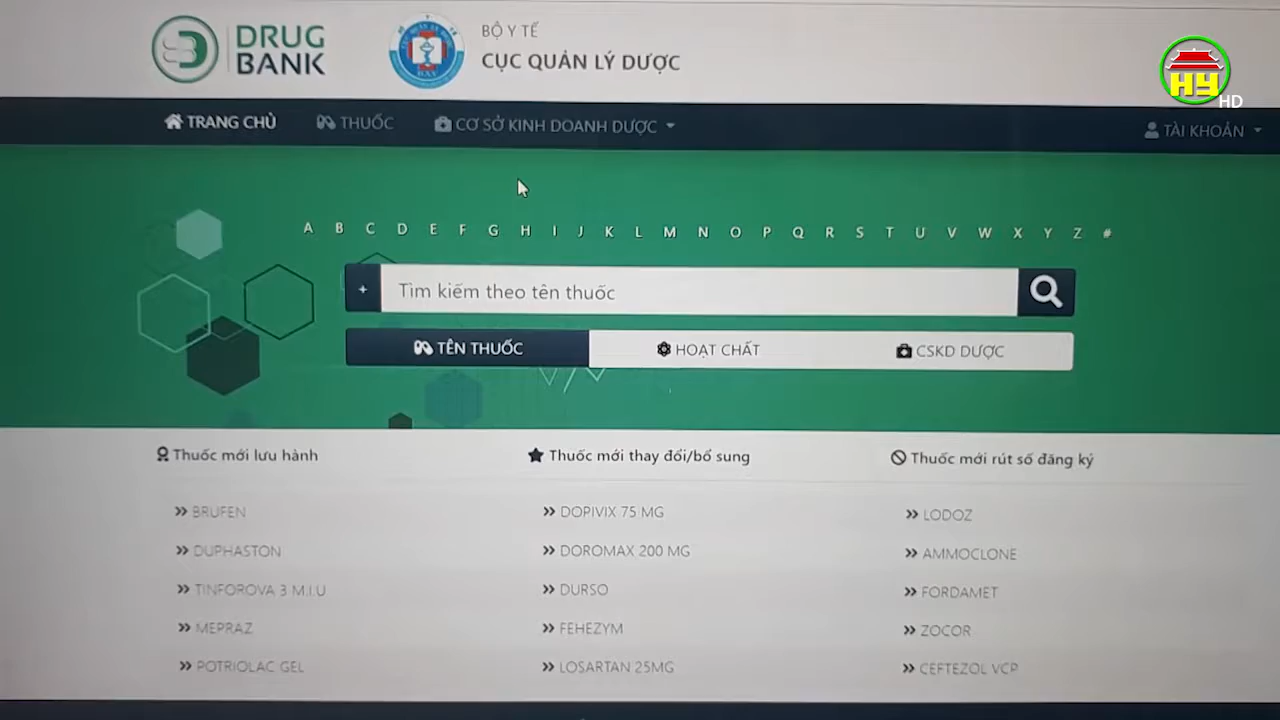 DRUG
BANK
BỘ Y TẾ
CỤC QUẢN LÝ DƯỢC
HY
HD
TRANG CHỦ
THUỐC
CƠ SỞ KINH DOANH DƯỢC
TÀI KHOẢN
A B C D E F G H I J K L M N O P Q R S T U V W X Y Z #
+
Tìm kiếm theo tên thuốc
TÊN THUỐC
HOẠT CHẤT
CSKD DƯỢC
Thuốc mới lưu hành
BRUFEN
DUPHASTON
TINFOROVA 3 M.I.U
MEPRAZ
POTRIOLAC GEL
Thuốc mới thay đổi/bổ sung
DOPIVIX 75 MG
DOROMAX 200 MG
DURSO
FEHEZYM
LOSARTAN 25MG
Thuốc mới rút số đăng ký
LODOZ
AMMOCLONE
FORDAMET
ZOCOR
CEFTEZOL VCP